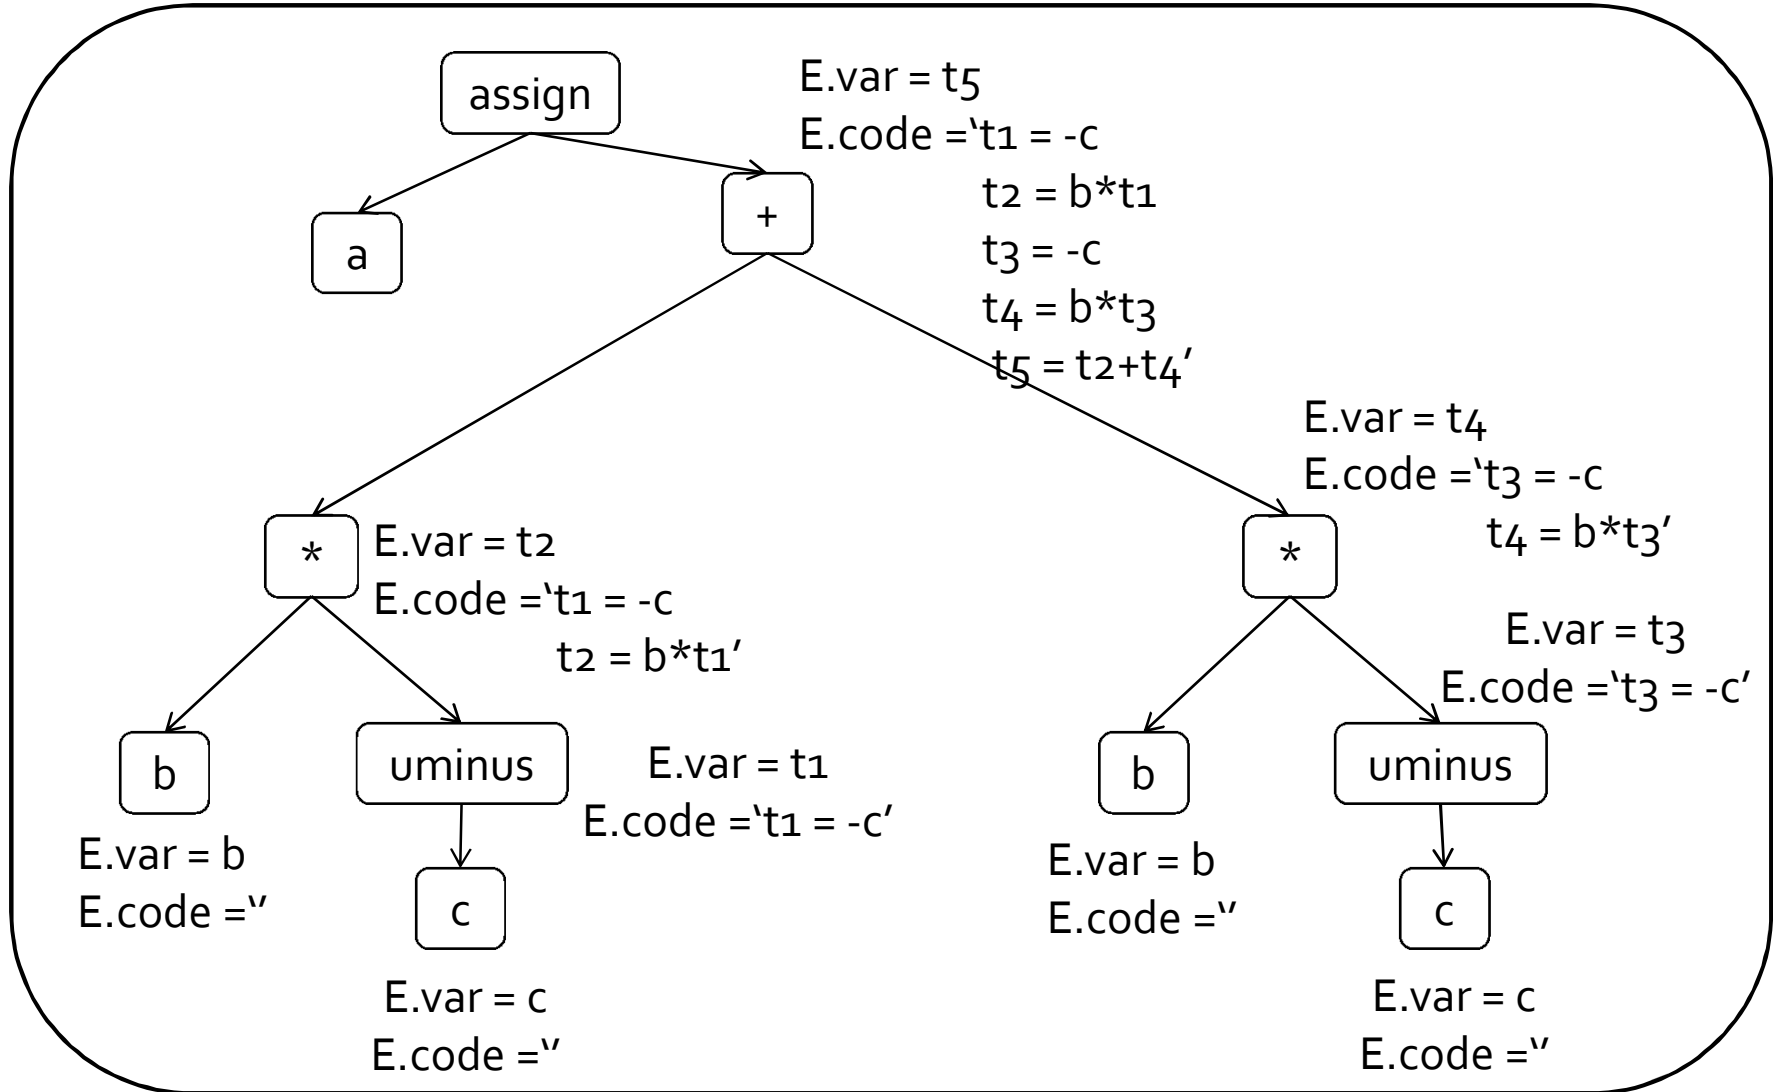 assign
E.var = t5
E.code =‘t1 = -c
t2 = b*t1
t3 = -c
t4 = b*t3
t5 = t2+t4’
a
+
E.var = t4
E.code =‘t3 = -c
t4 = b*t3’
*
E.var = t2
E.code =‘t1 = -c
t2 = b*t1’
*
E.var = t3
E.code =‘t3 = -c’
b
uminus
E.var = t1
E.code =‘t1 = -c’
b
uminus
E.var = b
E.code =‘’
c
E.var = b
E.code =‘’
c
E.var = c
E.code =‘’
E.var = c
E.code =‘’